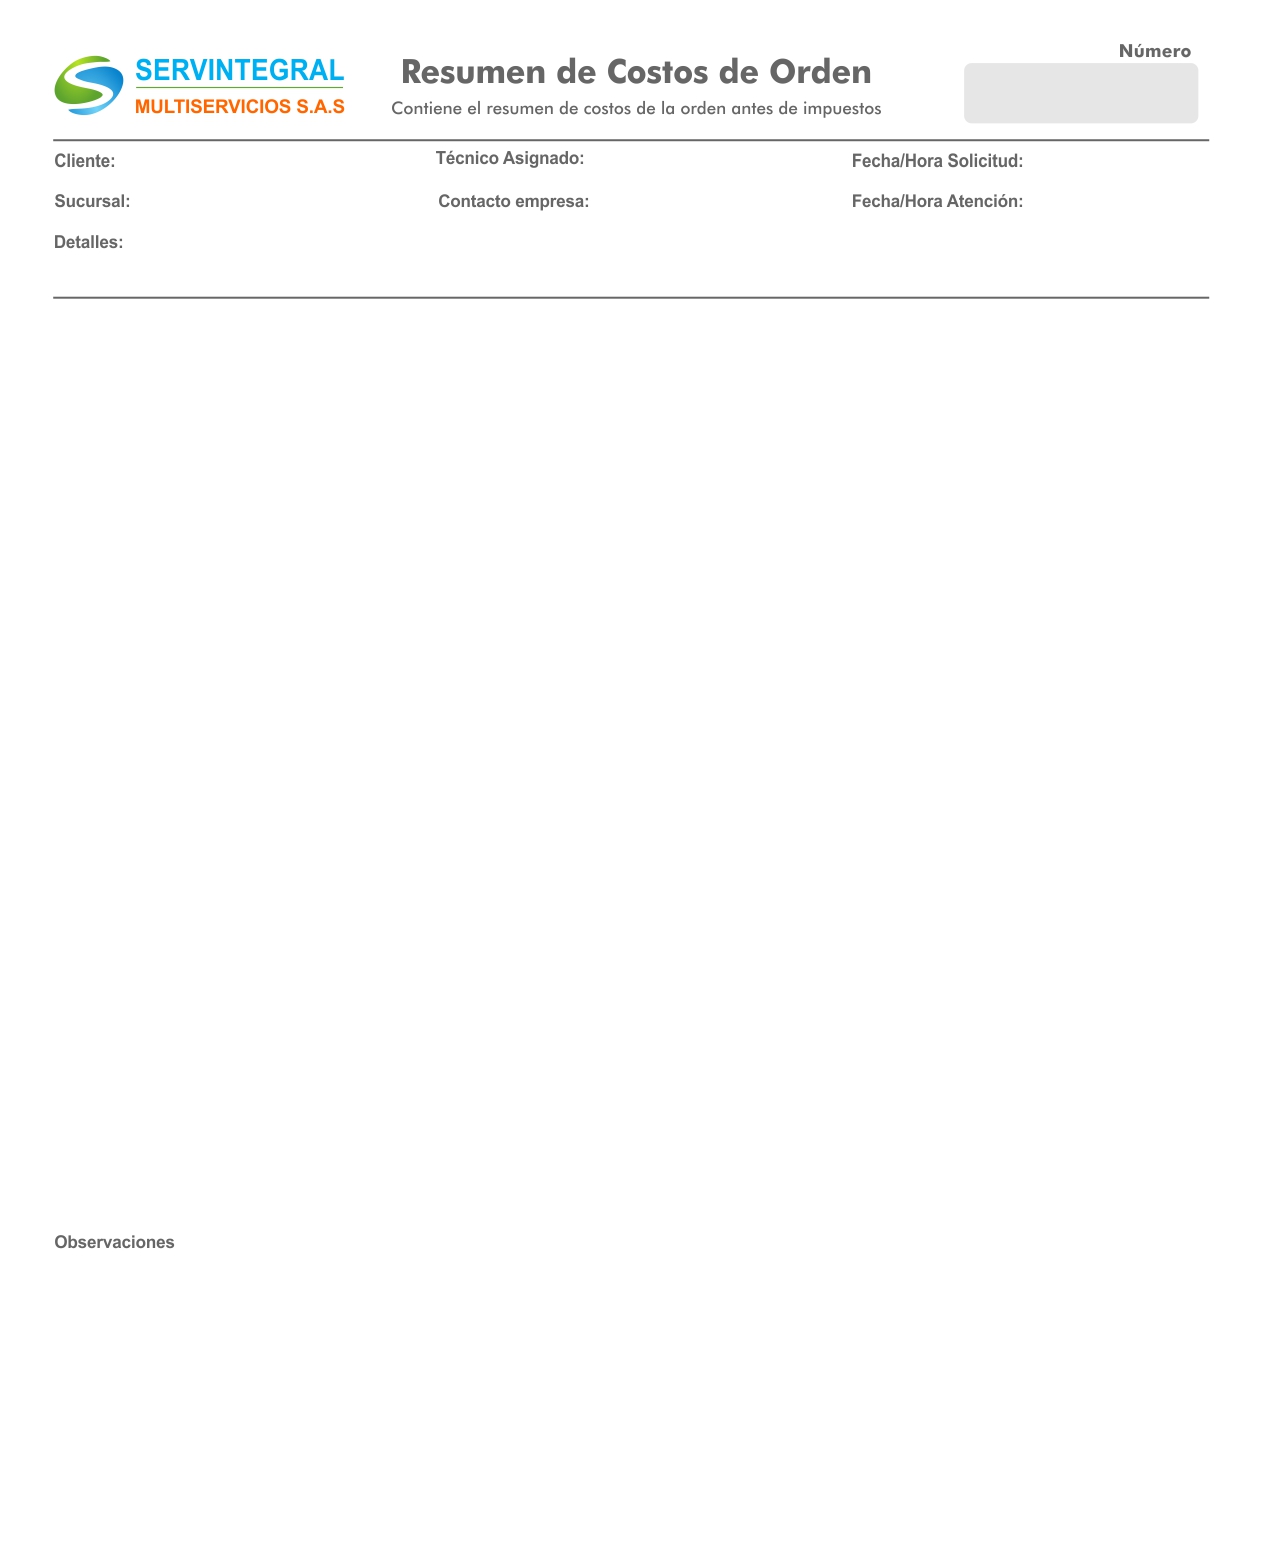 SERVINTEGRAL
MULTISERVICIOS S.A.S
Resumen de Costos de Orden
Contiene el resumen de costos de la orden antes de impuestos
Número
Cliente:
Técnico Asignado:
Fecha/Hora Solicitud:
Sucursal:
Contacto empresa:
Fecha/Hora Atención:
Detalles:
Observaciones